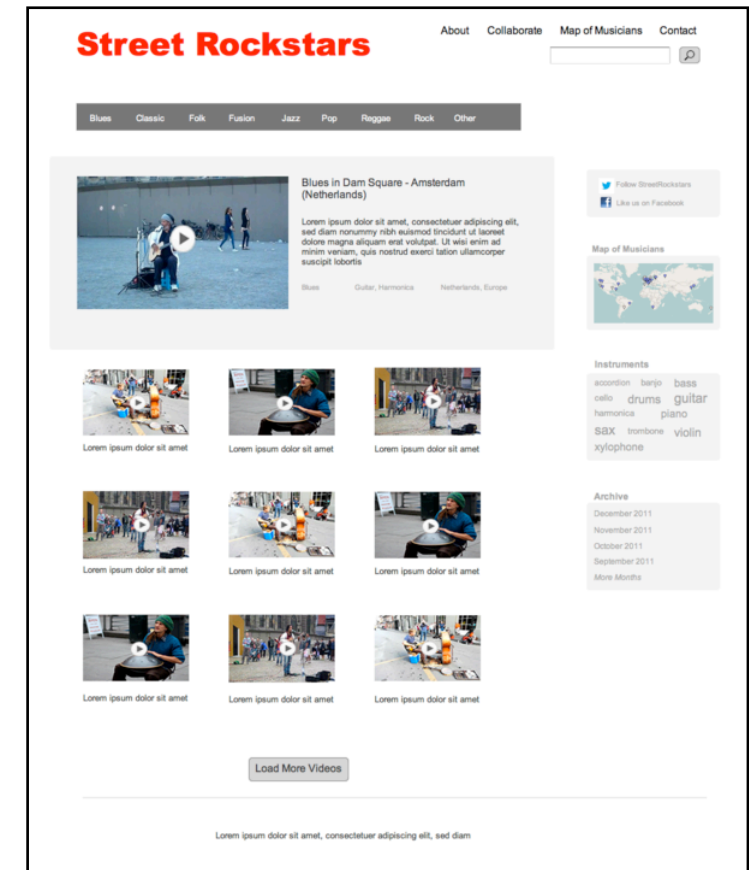 Street Rockstars
About Collaborate Map of Musicians Contact
Blues Classic Folk Fusion Jazz Pop Reggae Rock Other
Blues in Dam Square - Amsterdam
(Netherlands)
Lorem ipsum dolor sit amet, consectetuer adipiscing elit,
sed diam nonummy nibh euismod tincidunt ut laoreet
dolore magna aliquam erat volutpat. Ut wisi enim ad
minim veniam, quis nostrud exerci tation ullamcorper
suscipit lobortis
Blues Guitar, Harmonica Netherlands, Europe
Lorem ipsum dolor sit amet Lorem ipsum dolor sit amet Lorem ipsum dolor sit amet
Lorem ipsum dolor sit amet Lorem ipsum dolor sit amet Lorem ipsum dolor sit amet
Lorem ipsum dolor sit amet Lorem ipsum dolor sit amet Lorem ipsum dolor sit amet
Load More Videos
Follow StreetRockstars
Like us on Facebook
Map of Musicians
Instruments
accordion banjo bass
cello drums guitar
harmonica piano
sax trombone violin
xylophone
Archive
December 2011
November 2011
October 2011
September 2011
More Months
Lorem ipsum dolor sit amet, consectetuer adipiscing elit, sed diam